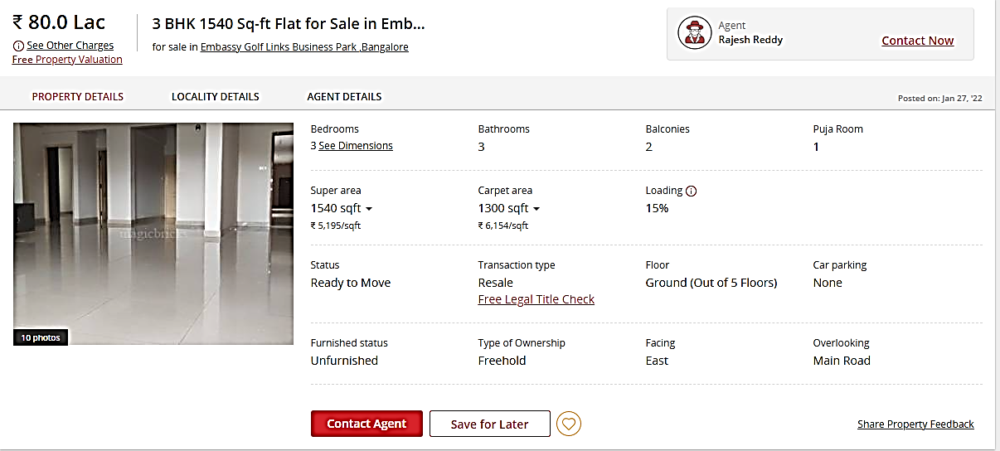 ₹ 80.0 Lac
3 BHK 1540 Sq-ft Flat for Sale in Emb...
Agent
Rajesh Reddy
Contact Now
See Other Charges
for sale in Embassy Golf Links Business Park ,Bangalore
Free Property Valuation
PROPERTY DETAILS
LOCALITY DETAILS
AGENT DETAILS
Posted on: Jan 27, '22
Bedrooms
Bathrooms
Balconies
Puja Room
3 See Dimensions
3
2
1
Super area
Carpet area
Loading
1540 sqft
1300 sqft
15%
₹ 5,195/sqft
₹ 6,154/sqft
magicbricks
Status
Transaction type
Floor
Car parking
Ready to Move
Resale
Ground (Out of 5 Floors)
None
Free Legal Title Check
10 photos
Furnished status
Type of Ownership
Facing
Overlooking
Unfurnished
Freehold
East
Main Road
Contact Agent
Save for Later
Share Property Feedback